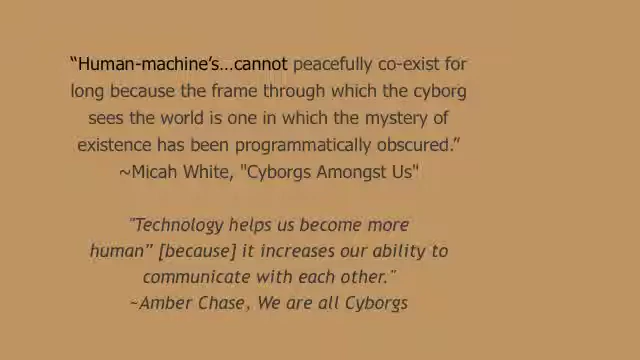 “Human-machine’s…cannot peacefully co-exist for
long because the frame through which the cyborg
sees the world is one in which the mystery of
existence has been programmatically obscured.”
~Micah White, "Cyborgs Amongst Us"
"Technology helps us become more
human” [because] it increases our ability to
communicate with each other."
~Amber Chase, We are all Cyborgs